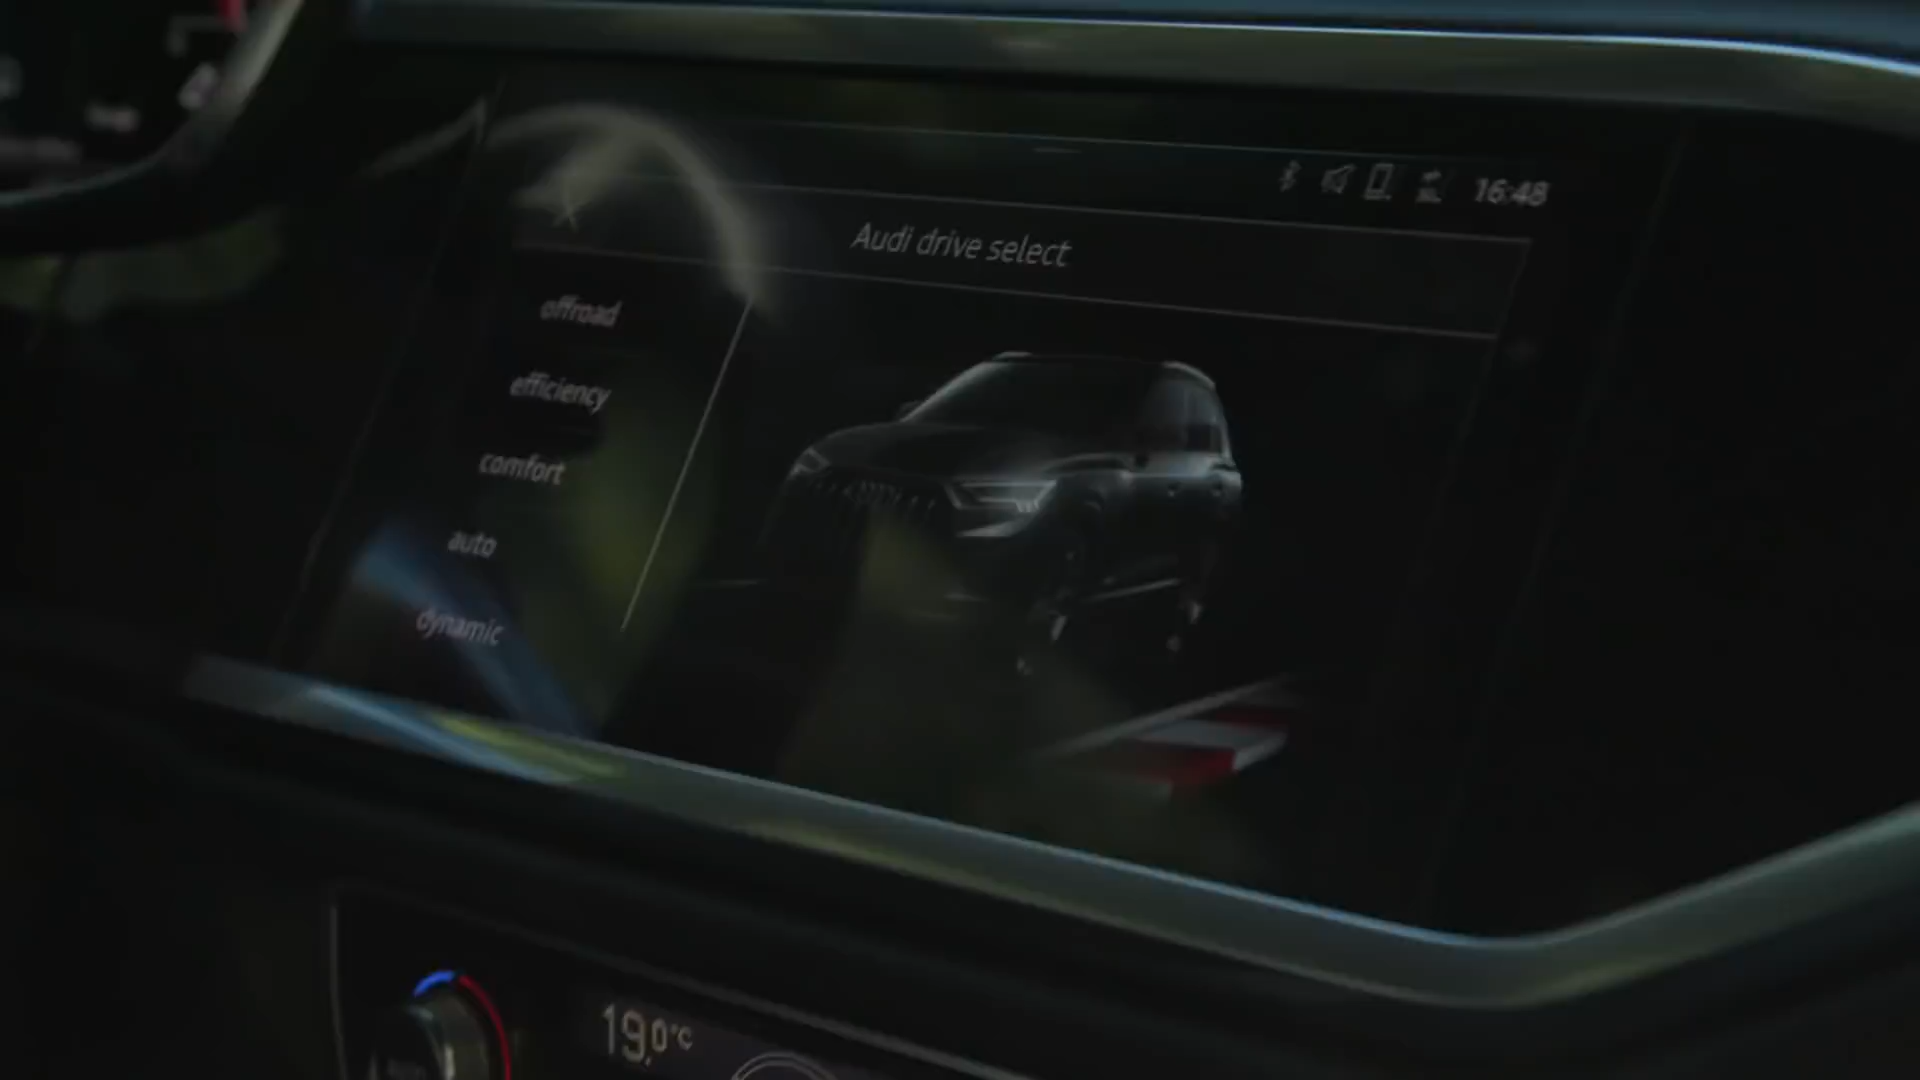 16:48
Audi drive select
offroad
efficiency
comfort
auto
dynamic
19.0°C